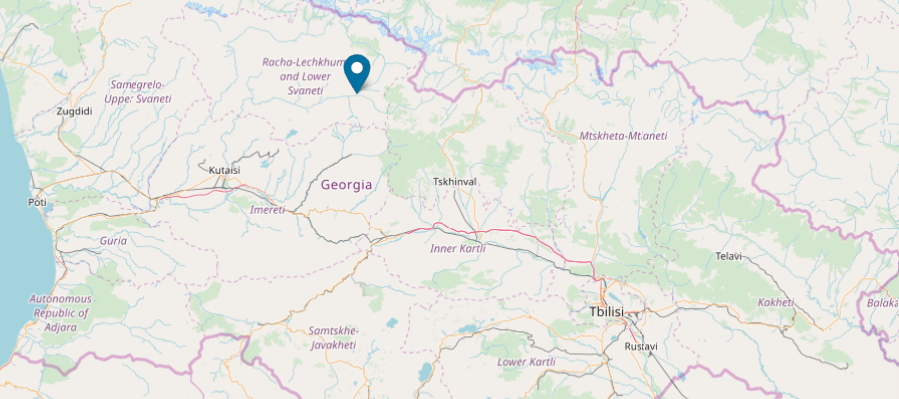 Racha-Lechkhum
and Lower
Svaneti
Samegrelo-
Upper Svaneti
Zugdidi
Mtskheta-Mtianeti
Kutaisi
Tskhinval
Georgia
Poti
Imereti
Guria
Inner Kartli
Telavi
Autonomous
Republic of
Adjara
Kakheti
Balaka
Tbilisi
Samtskhe-
Javakheti
Rustavi
Lower Kartli